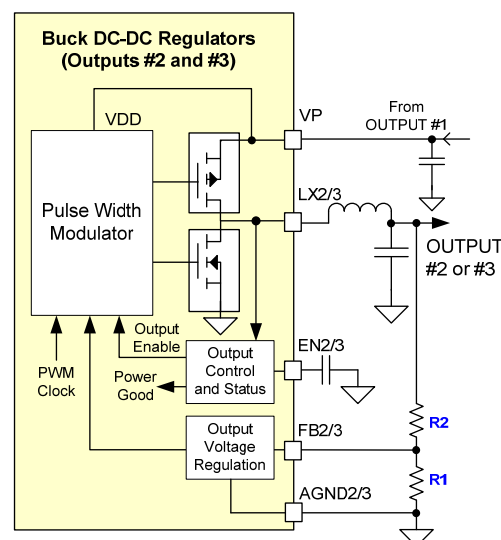 Buck DC-DC Regulators
(Outputs #2 and #3)
VDD
VP
From
OUTPUT #1
Pulse Width
Modulator
LX2/3
OUTPUT
#2 or #3
Output
Enable
PWM
Clock
Power
Good
Output
Control
and Status
EN2/3
Output
Voltage
Regulation
FB2/3
R2
R1
AGND2/3